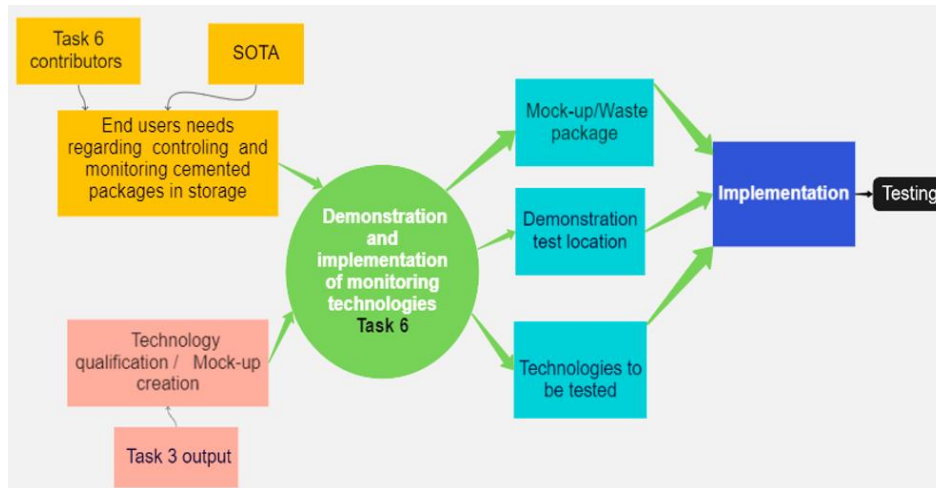 Task 6
contributors
SOTA
End users needs
regarding controling and
monitoring cemented
packages in storage
Technology
qualification / Mock-up
creation
Task 3 output
Demonstration
and
implementation
of monitoring
technologies
Task 6
Mock-up/Waste
package
Demonstration
test location
Technologies to
be tested
Implementation
Testing